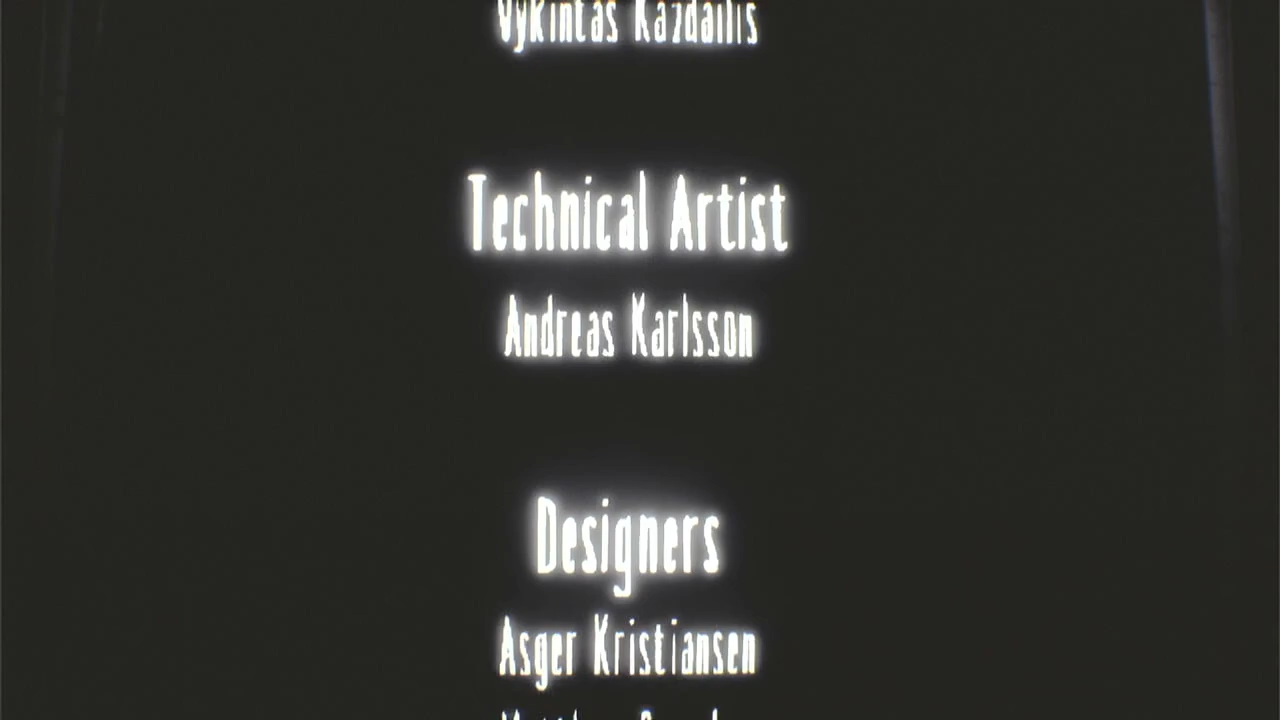 Vykintas Kazdailis
Technical Artist
Andreas Karlsson
Designers
Asger Kristiansen